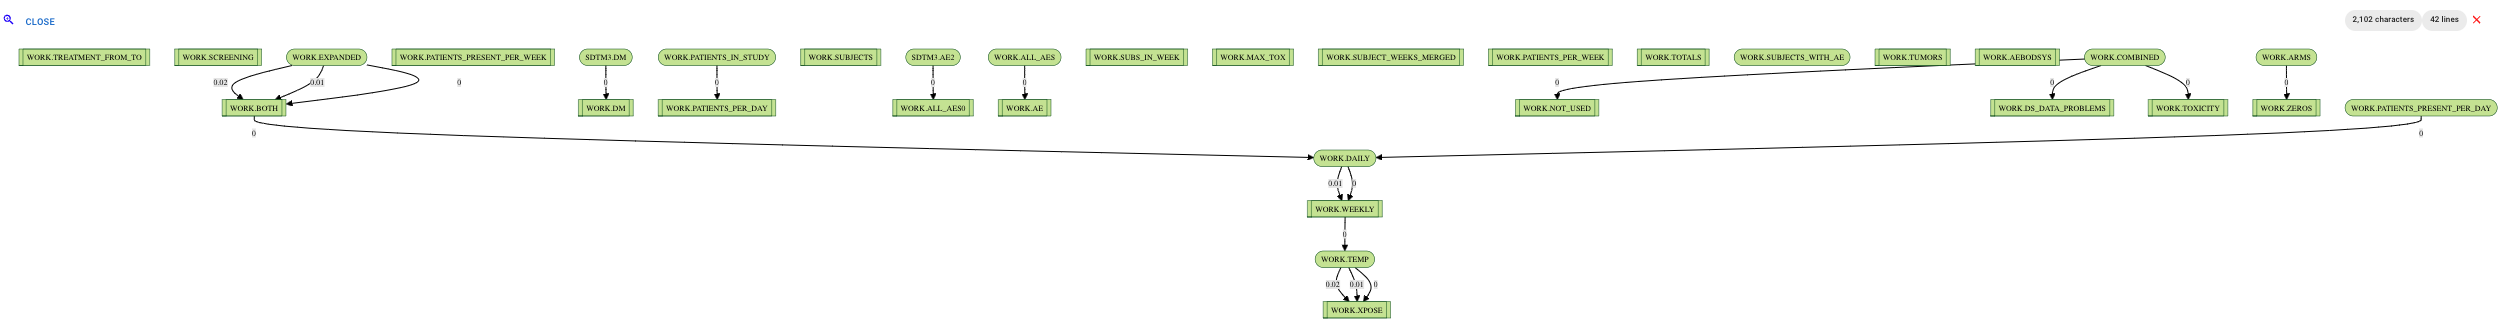 CLOSE 2,102 characters 42 lines
WORK.TREATMENT_FROM_TO WORK.SCREENING WORK.EXPANDED WORK.PATIENTS_PRESENT_PER_WEEK SDTM3.DM WORK.PATIENTS_IN_STUDY WORK.SUBJECTS SDTM3.AE2 WORK.ALL_AES WORK.SUBS_IN_WEEK WORK.MAX_TOX WORK.SUBJECT_WEEKS_MERGED WORK.PATIENTS_PER_WEEK WORK.TOTALS WORK.SUBJECTS_WITH_AE WORK.TUMORS WORK.AEBODSYS WORK.COMBINED WORK.ARMS
0.02 0.01 0 0 0 0 0 0 0 0 0
WORK.BOTH WORK.DM WORK.PATIENTS_PER_DAY WORK.ALL_AES0 WORK.AE WORK.NOT_USED WORK.DS_DATA_PROBLEMS WORK.TOXICITY WORK.ZEROS WORK.PATIENTS_PRESENT_PER_DAY
0 0
WORK.DAILY
0.01 0
WORK.WEEKLY
0
WORK.TEMP
0.02 0.01 0
WORK.XPOSE